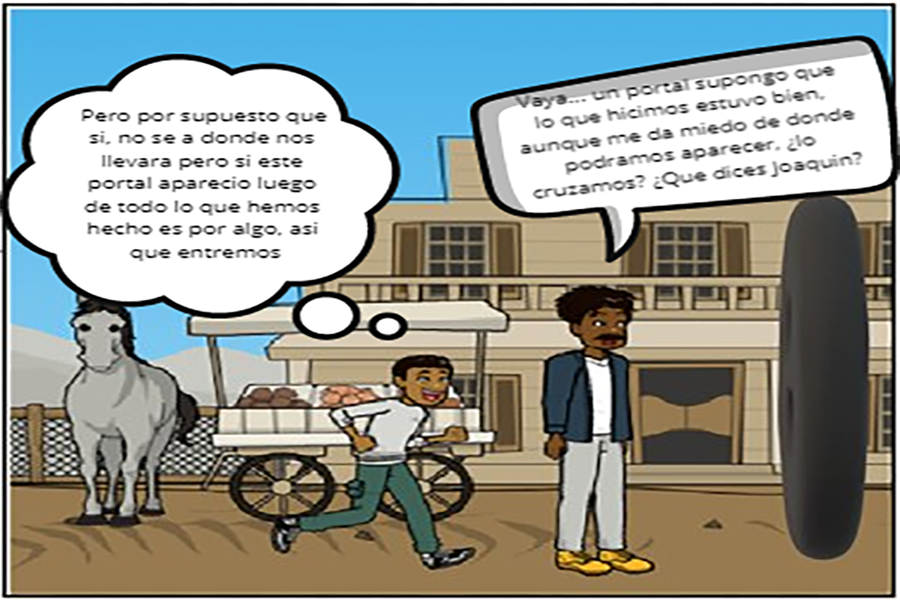 Pero por supuesto que
si, no se a donde nos
llevara pero si este
portal aparecio luego
de todo lo que hemos
hecho es por algo, asi
que entremos
Vaya... un portal supongo que
lo que hicimos estuvo bien,
aunque me da miedo de donde
podramos aparecer, ¿lo
cruzamos? ¿Que dices Joaquin?